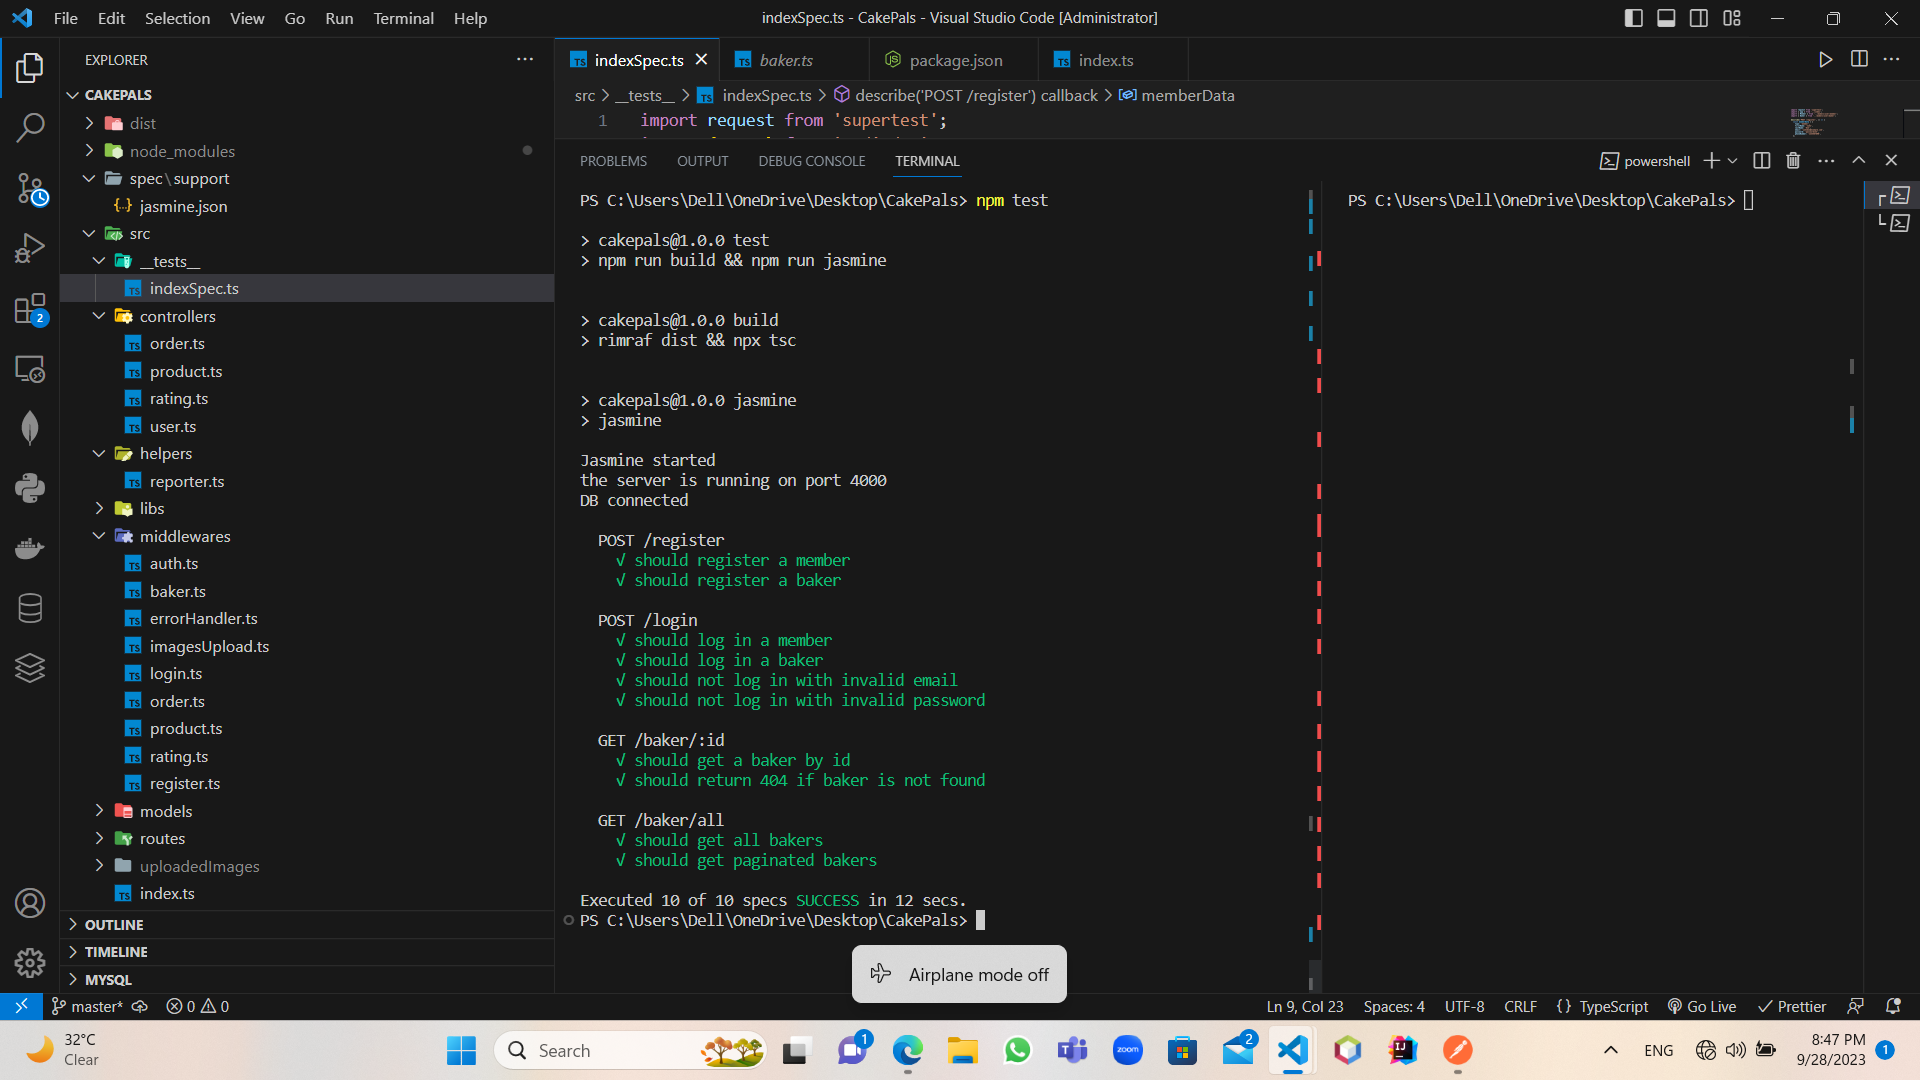 File Edit Selection View Go Run Terminal Help
indexSpec.ts - CakePals - Visual Studio Code [Administrator]
EXPLORER
CAKEPALS
dist
node_modules
spec\support
jasmine.json
src
__tests__
indexSpec.ts
controllers
order.ts
product.ts
rating.ts
user.ts
helpers
reporter.ts
libs
middlewares
auth.ts
baker.ts
errorHandler.ts
imagesUpload.ts
login.ts
order.ts
product.ts
rating.ts
register.ts
models
routes
uploadedImages
index.ts
OUTLINE
TIMELINE
MYSQL
2
indexSpec.ts baker.ts package.json index.ts
src > __tests__ > indexSpec.ts > describe('POST /register') callback > memberData
1 import request from 'supertest';
PROBLEMS OUTPUT DEBUG CONSOLE TERMINAL
powershell
PS C:\Users\Dell\OneDrive\Desktop\CakePals> npm test
> cakepals@1.0.0 test
> npm run build && npm run jasmine
> cakepals@1.0.0 build
> rimraf dist && npx tsc
> cakepals@1.0.0 jasmine
> jasmine
Jasmine started
the server is running on port 4000
DB connected
POST /register
√ should register a member
√ should register a baker
POST /login
√ should log in a member
√ should log in a baker
√ should not log in with invalid email
√ should not log in with invalid password
GET /baker/:id
√ should get a baker by id
√ should return 404 if baker is not found
GET /baker/all
√ should get all bakers
√ should get paginated bakers
Executed 10 of 10 specs SUCCESS in 12 secs.
PS C:\Users\Dell\OneDrive\Desktop\CakePals>
PS C:\Users\Dell\OneDrive\Desktop\CakePals>
Airplane mode off
master* 0 0
Ln 9, Col 23 Spaces: 4 UTF-8 CRLF {} TypeScript Go Live Prettier
32°C
Clear
Search
1
zoom
2
ENG
8:47 PM
9/28/2023
1